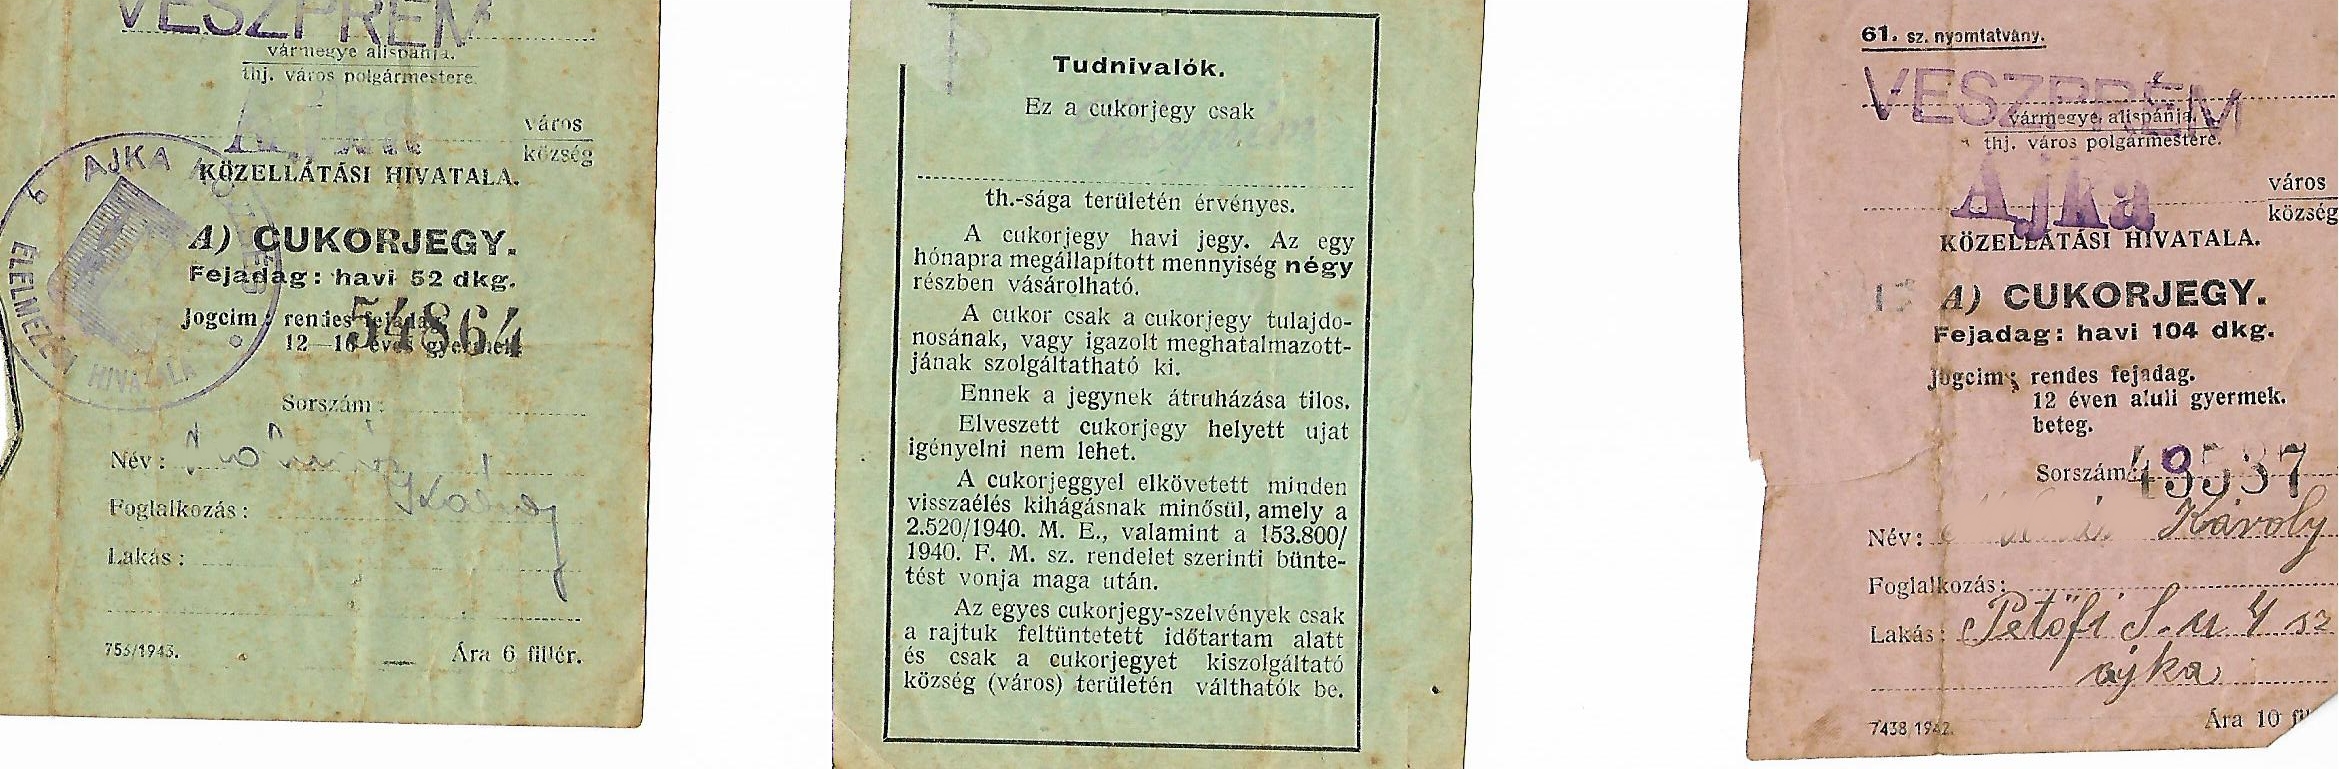 VESZPRÉM
vármegye alispánja.
thj. város polgármestere.
Ajka
város
község
KÖZELLÁTÁSI HIVATALA.
AJKA KÖZSÉG
ÉLELMEZÉSI HIVATALA
A) CUKORJEGY.
Fejadag: havi 52 dkg.
Jogcim: rendes fejadag
12—16 éves gyermek
54864
Sorszám:
Név:
Foglalkozás:
Lakás:
756/1943.
Ára 6 fillér.
Tudnivalók.
Ez a cukorjegy csak
th.-sága területén érvényes.
A cukorjegy havi jegy. Az egy
hónapra megállapított mennyiség négy
részben vásárolható.
A cukor csak a cukorjegy tulajdo-
nosának, vagy igazolt meghatalmazott-
jának szolgáltatható ki.
Ennek a jegynek átruházása tilos.
Elveszett cukorjegy helyett ujat
igényelni nem lehet.
A cukorjeggyel elkövetett minden
visszaélés kihágásnak minősül, amely a
2.520/1940. M. E., valamint a 153.800/
1940. F. M. sz. rendelet szerinti bünte-
tést vonja maga után.
Az egyes cukorjegy-szelvények csak
a rajtuk feltüntetett időtartam alatt
és csak a cukorjegyet kiszolgáltató
község (város) területén válthatók be.
61. sz. nyomtatvány.
VESZPRÉM
vármegye alispánja.
thj. város polgármestere.
Ajka
város
község
KÖZELLÁTÁSI HIVATALA.
A) CUKORJEGY.
Fejadag: havi 104 dkg.
Jogcim: rendes fejadag.
12 éven aluli gyermek.
beteg.
Sorszám: 49537
Név: Károly
Foglalkozás:
Lakás: Petőfi S. u 4 sz
ajka
7438/1942.
Ára 10